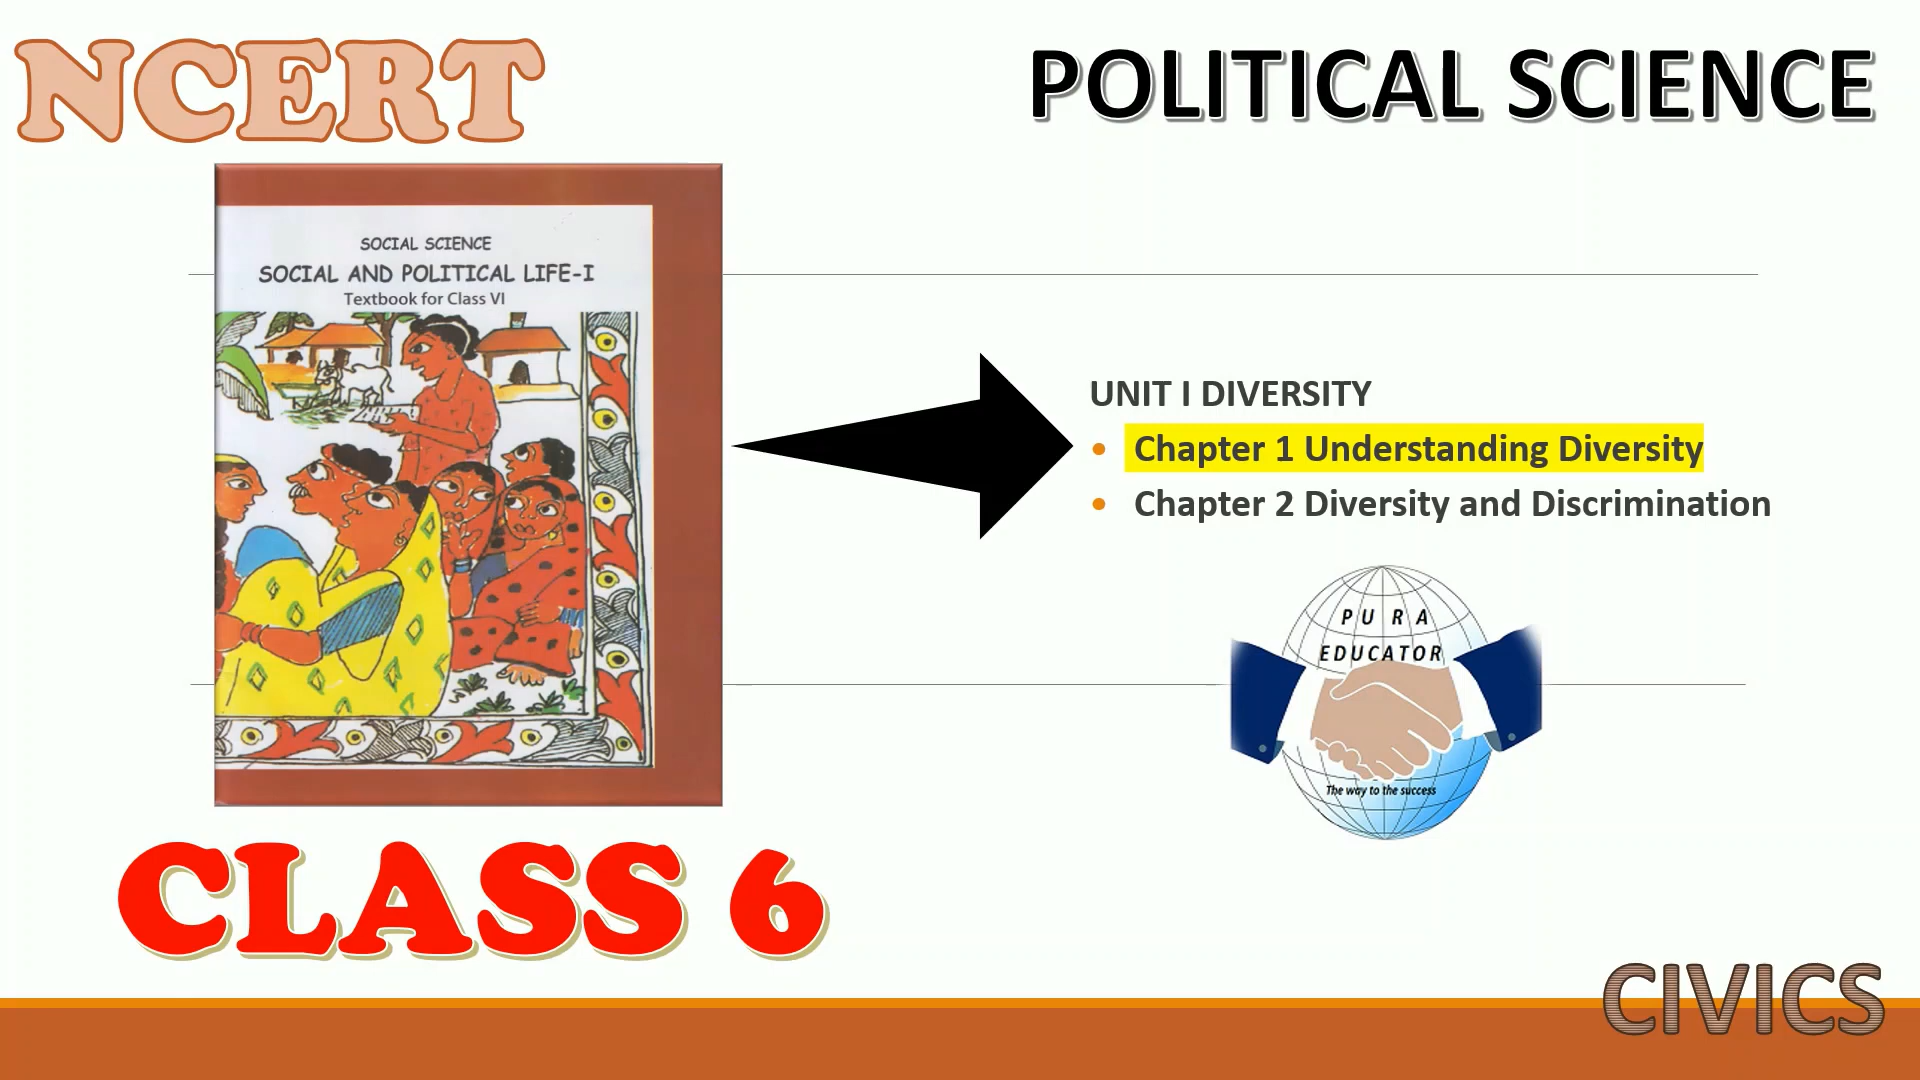 NCERT
POLITICAL SCIENCE
SOCIAL SCIENCE
SOCIAL AND POLITICAL LIFE-I
Textbook for Class VI
UNIT I DIVERSITY
• Chapter 1 Understanding Diversity
• Chapter 2 Diversity and Discrimination
PURA
EDUCATOR
The way to the success
CLASS 6
CIVICS